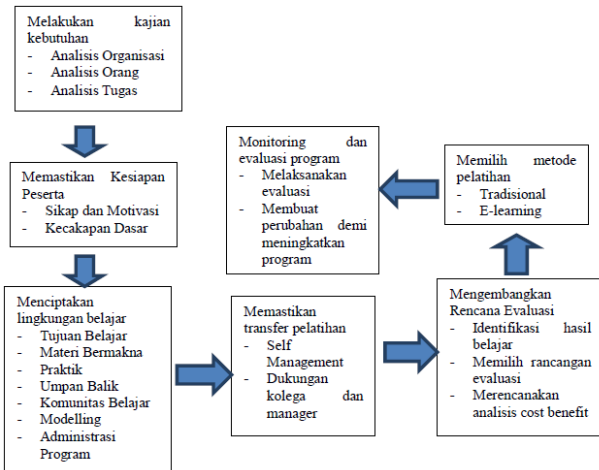 Melakukan kajian
kebutuhan
- Analisis Organisasi
- Analisis Orang
- Analisis Tugas
Memastikan Kesiapan
Peserta
- Sikap dan Motivasi
- Kecakapan Dasar
Menciptakan
lingkungan belajar
- Tujuan Belajar
- Materi Bermakna
- Praktik
- Umpan Balik
- Komunitas Belajar
- Modelling
- Administrasi
Program
Memastikan
transfer pelatihan
- Self
Management
- Dukungan
kolega dan
manager
Mengembangkan
Rencana Evaluasi
- Identifikasi hasil
belajar
- Memilih rancangan
evaluasi
- Merencanakan
analisis cost benefit
Memilih metode
pelatihan
- Tradisional
- E-learning
Monitoring dan
evaluasi program
- Melaksanakan
evaluasi
- Membuat
perubahan demi
meningkatkan
program